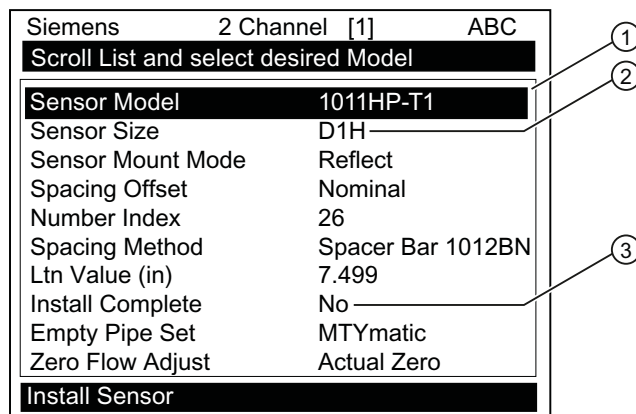 Siemens 2 Channel [1] ABC
Scroll List and select desired Model
Sensor Model 1011HP-T1
Sensor Size D1H
Sensor Mount Mode Reflect
Spacing Offset Nominal
Number Index 26
Spacing Method Spacer Bar 1012BN
Ltn Value (in) 7.499
Install Complete No
Empty Pipe Set MTYmatic
Zero Flow Adjust Actual Zero
Install Sensor
1
2
3